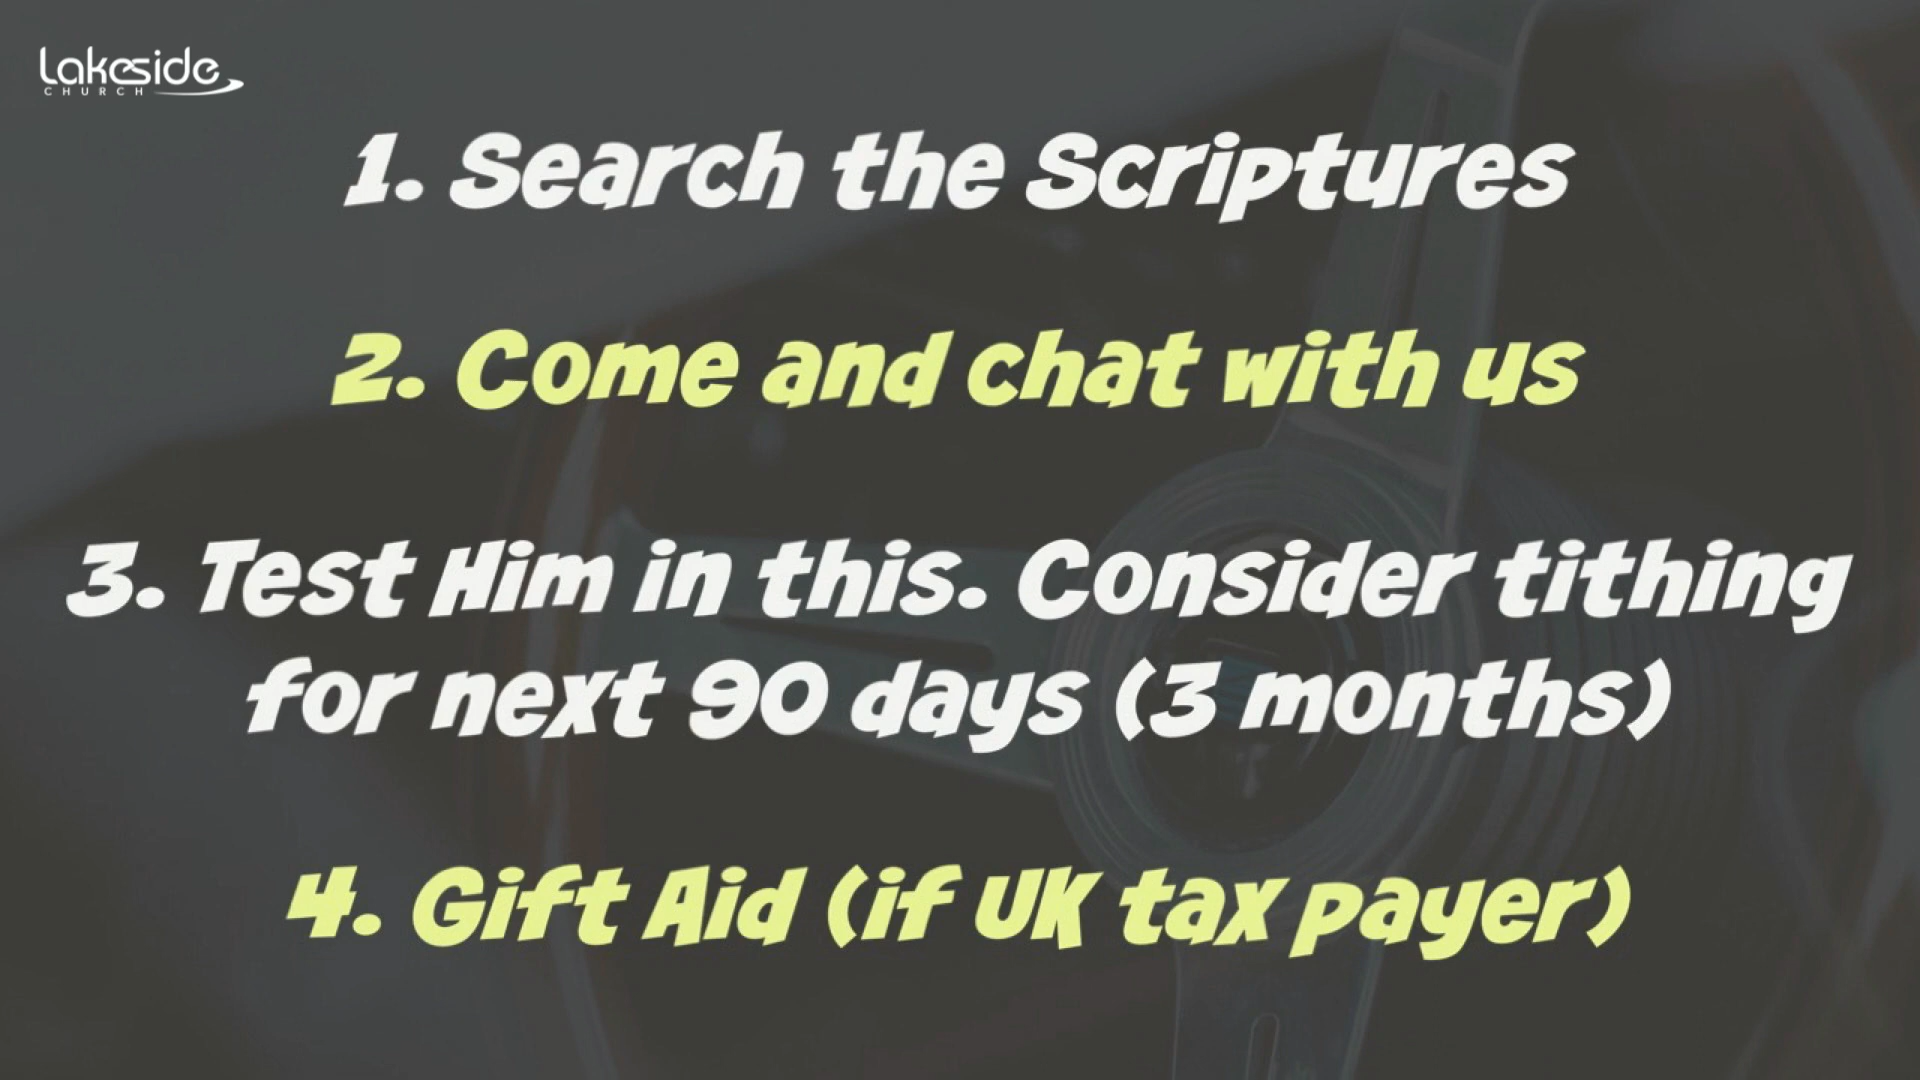 Lakeside
CHURCH
1. Search the Scriptures
2. Come and chat with us
3. Test Him in this. Consider tithing
for next 90 days (3 months)
4. Gift Aid (if UK tax payer)